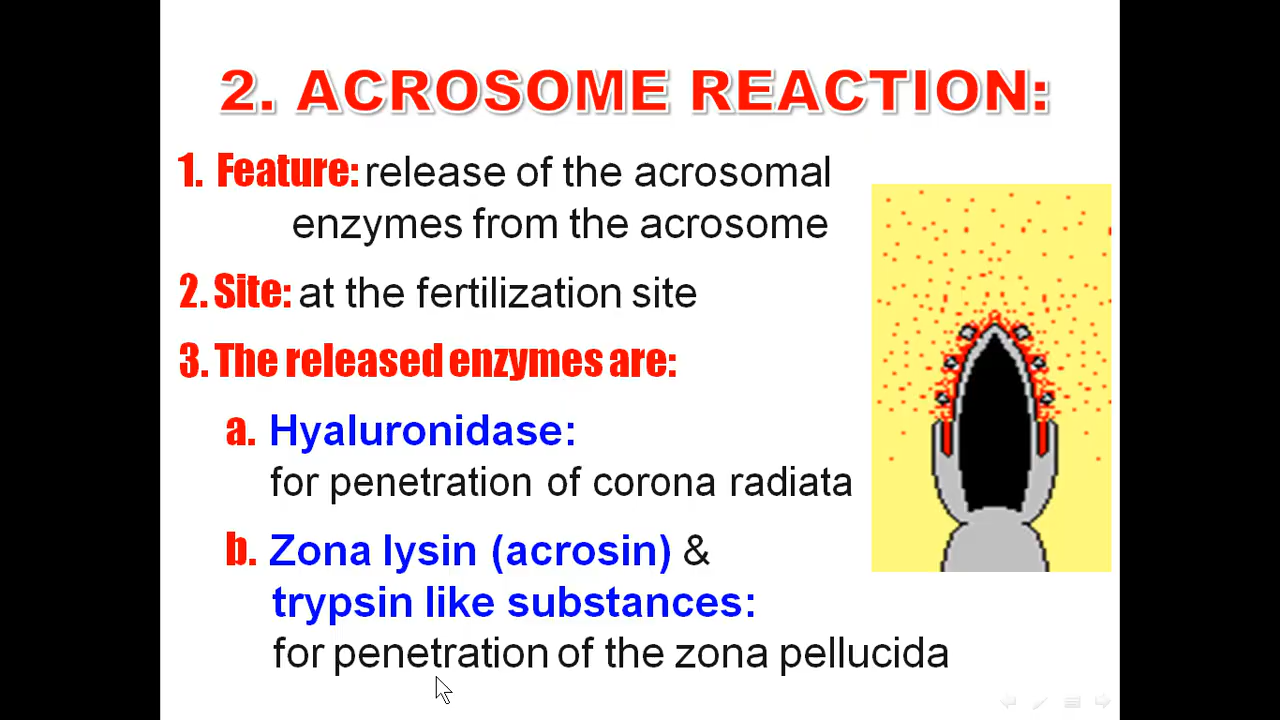 2. ACROSOME REACTION:
1. Feature: release of the acrosomal
enzymes from the acrosome
2. Site: at the fertilization site
3. The released enzymes are:
a. Hyaluronidase:
for penetration of corona radiata
b. Zona lysin (acrosin) &
trypsin like substances:
for penetration of the zona pellucida